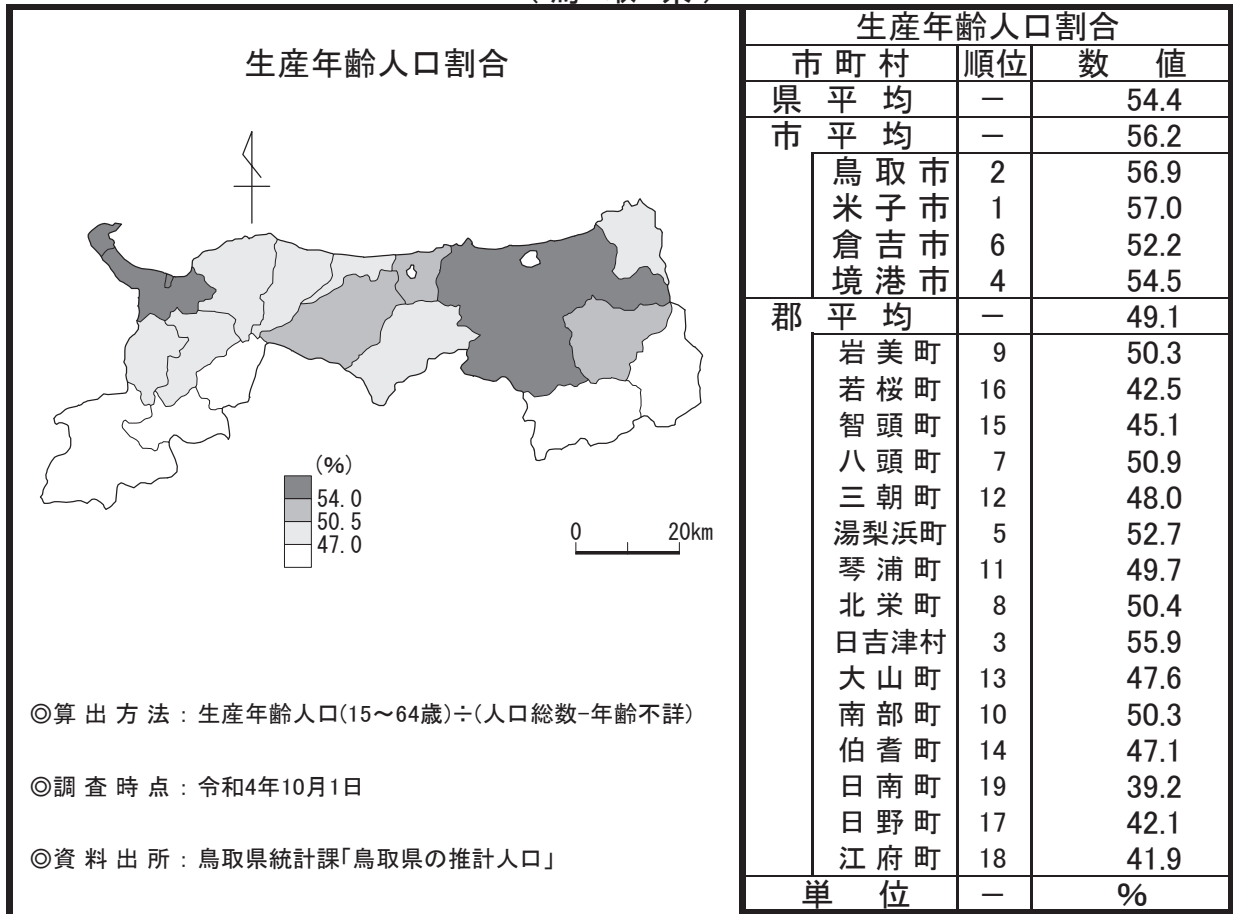 (鳥 取 県)
生産年齢人口割合
(%)
54.0
50.5
47.0
0 20km
◎算 出 方 法 : 生産年齢人口(15~64歳)÷(人口総数-年齢不詳)
◎調 査 時 点 : 令和4年10月1日
◎資 料 出 所 : 鳥取県統計課「鳥取県の推計人口」
生産年齢人口割合
市 町 村 順位 数 値
県 平 均 - 54.4
市 平 均 - 56.2
鳥 取 市 2 56.9
米 子 市 1 57.0
倉 吉 市 6 52.2
境 港 市 4 54.5
郡 平 均 - 49.1
岩 美 町 9 50.3
若 桜 町 16 42.5
智 頭 町 15 45.1
八 頭 町 7 50.9
三 朝 町 12 48.0
湯梨浜町 5 52.7
琴 浦 町 11 49.7
北 栄 町 8 50.4
日吉津村 3 55.9
大 山 町 13 47.6
南 部 町 10 50.3
伯 耆 町 14 47.1
日 南 町 19 39.2
日 野 町 17 42.1
江 府 町 18 41.9
単 位 - %